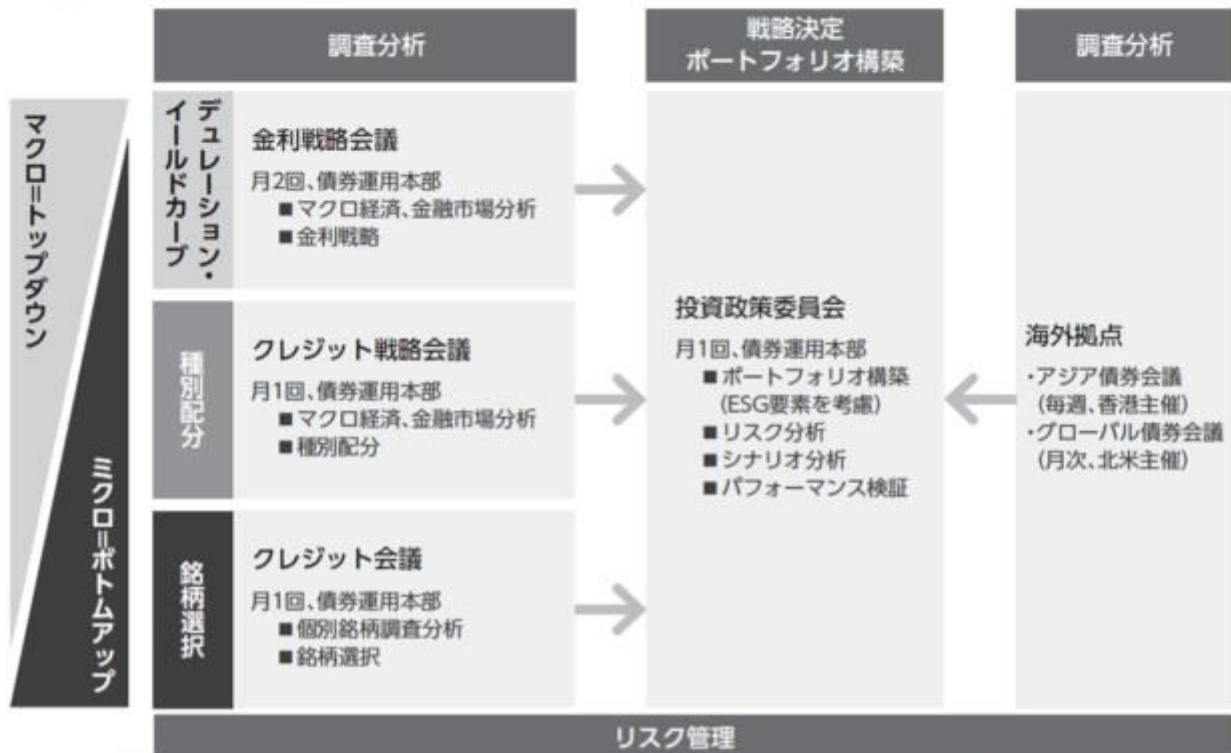 調査分析
戦略決定
ポートフォリオ構築
調査分析
マクロ=トップダウン
ミクロ=ボトムアップ
デュレーション・
イールドカーブ
金利戦略会議
月2回、債券運用本部
■マクロ経済、金融市場分析
■金利戦略
種別配分
クレジット戦略会議
月1回、債券運用本部
■マクロ経済、金融市場分析
■種別配分
銘柄選択
クレジット会議
月1回、債券運用本部
■個別銘柄調査分析
■銘柄選択
投資政策委員会
月1回、債券運用本部
■ポートフォリオ構築
(ESG要素を考慮)
■リスク分析
■シナリオ分析
■パフォーマンス検証
海外拠点
・アジア債券会議
(毎週、香港主催)
・グローバル債券会議
(月次、北米主催)
リスク管理